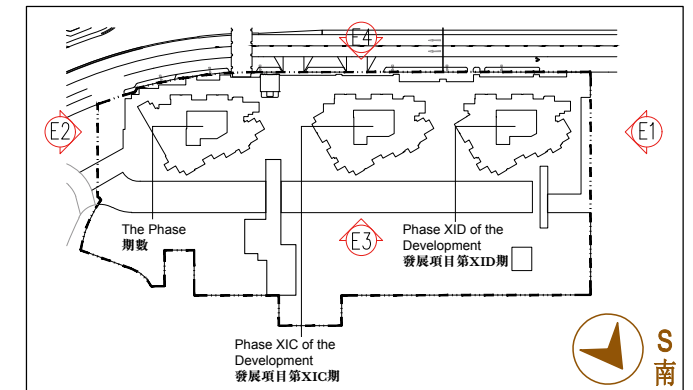 E4
E2
E1
The Phase
期數
E3
Phase XID of the
Development
發展項目第XID期
Phase XIC of the
Development
發展項目第XIC期
S
南